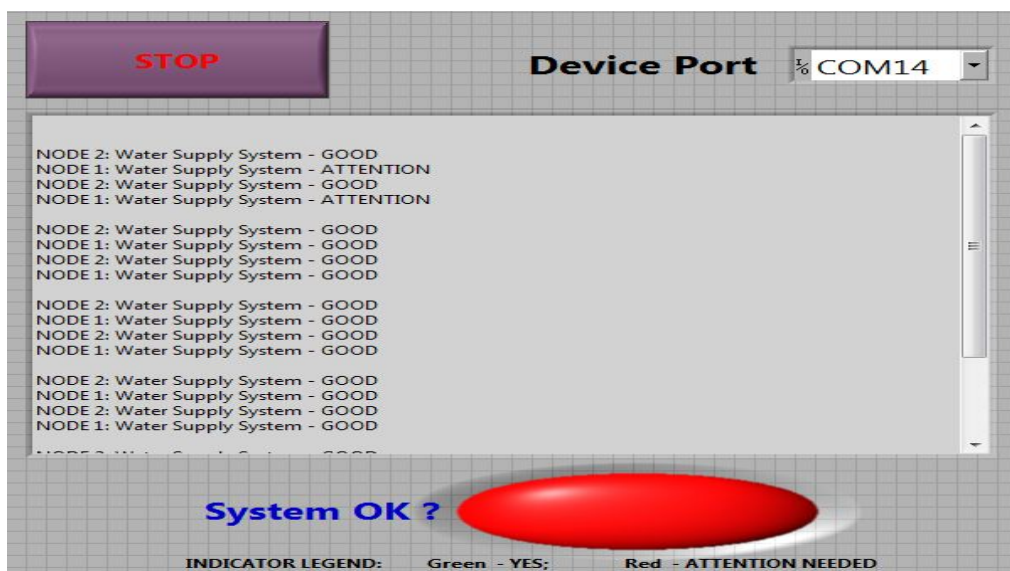 STOP
Device Port COM14
NODE 2: Water Supply System - GOOD
NODE 1: Water Supply System - ATTENTION
NODE 2: Water Supply System - GOOD
NODE 1: Water Supply System - ATTENTION
NODE 2: Water Supply System - GOOD
NODE 1: Water Supply System - GOOD
NODE 2: Water Supply System - GOOD
NODE 1: Water Supply System - GOOD
NODE 2: Water Supply System - GOOD
NODE 1: Water Supply System - GOOD
NODE 2: Water Supply System - GOOD
NODE 1: Water Supply System - GOOD
NODE 2: Water Supply System - GOOD
NODE 1: Water Supply System - GOOD
NODE 2: Water Supply System - GOOD
NODE 1: Water Supply System - GOOD
System OK ?
INDICATOR LEGEND: Green - YES; Red - ATTENTION NEEDED